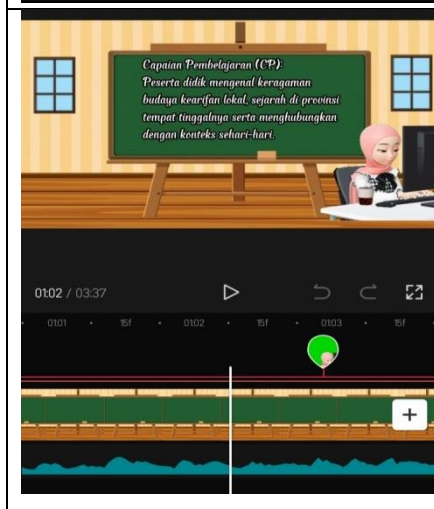 Capaian Pembelajaran (CP):
Peserta didik mengenal keragaman
budaya kearifan lokal, sejarah di provinsi
tempat tinggalnya serta menghubungkan
dengan konteks sehari-hari.
01:02 / 03:37
01:01 • 15f • 01:02 • 15f • 01:03 • 15f
+